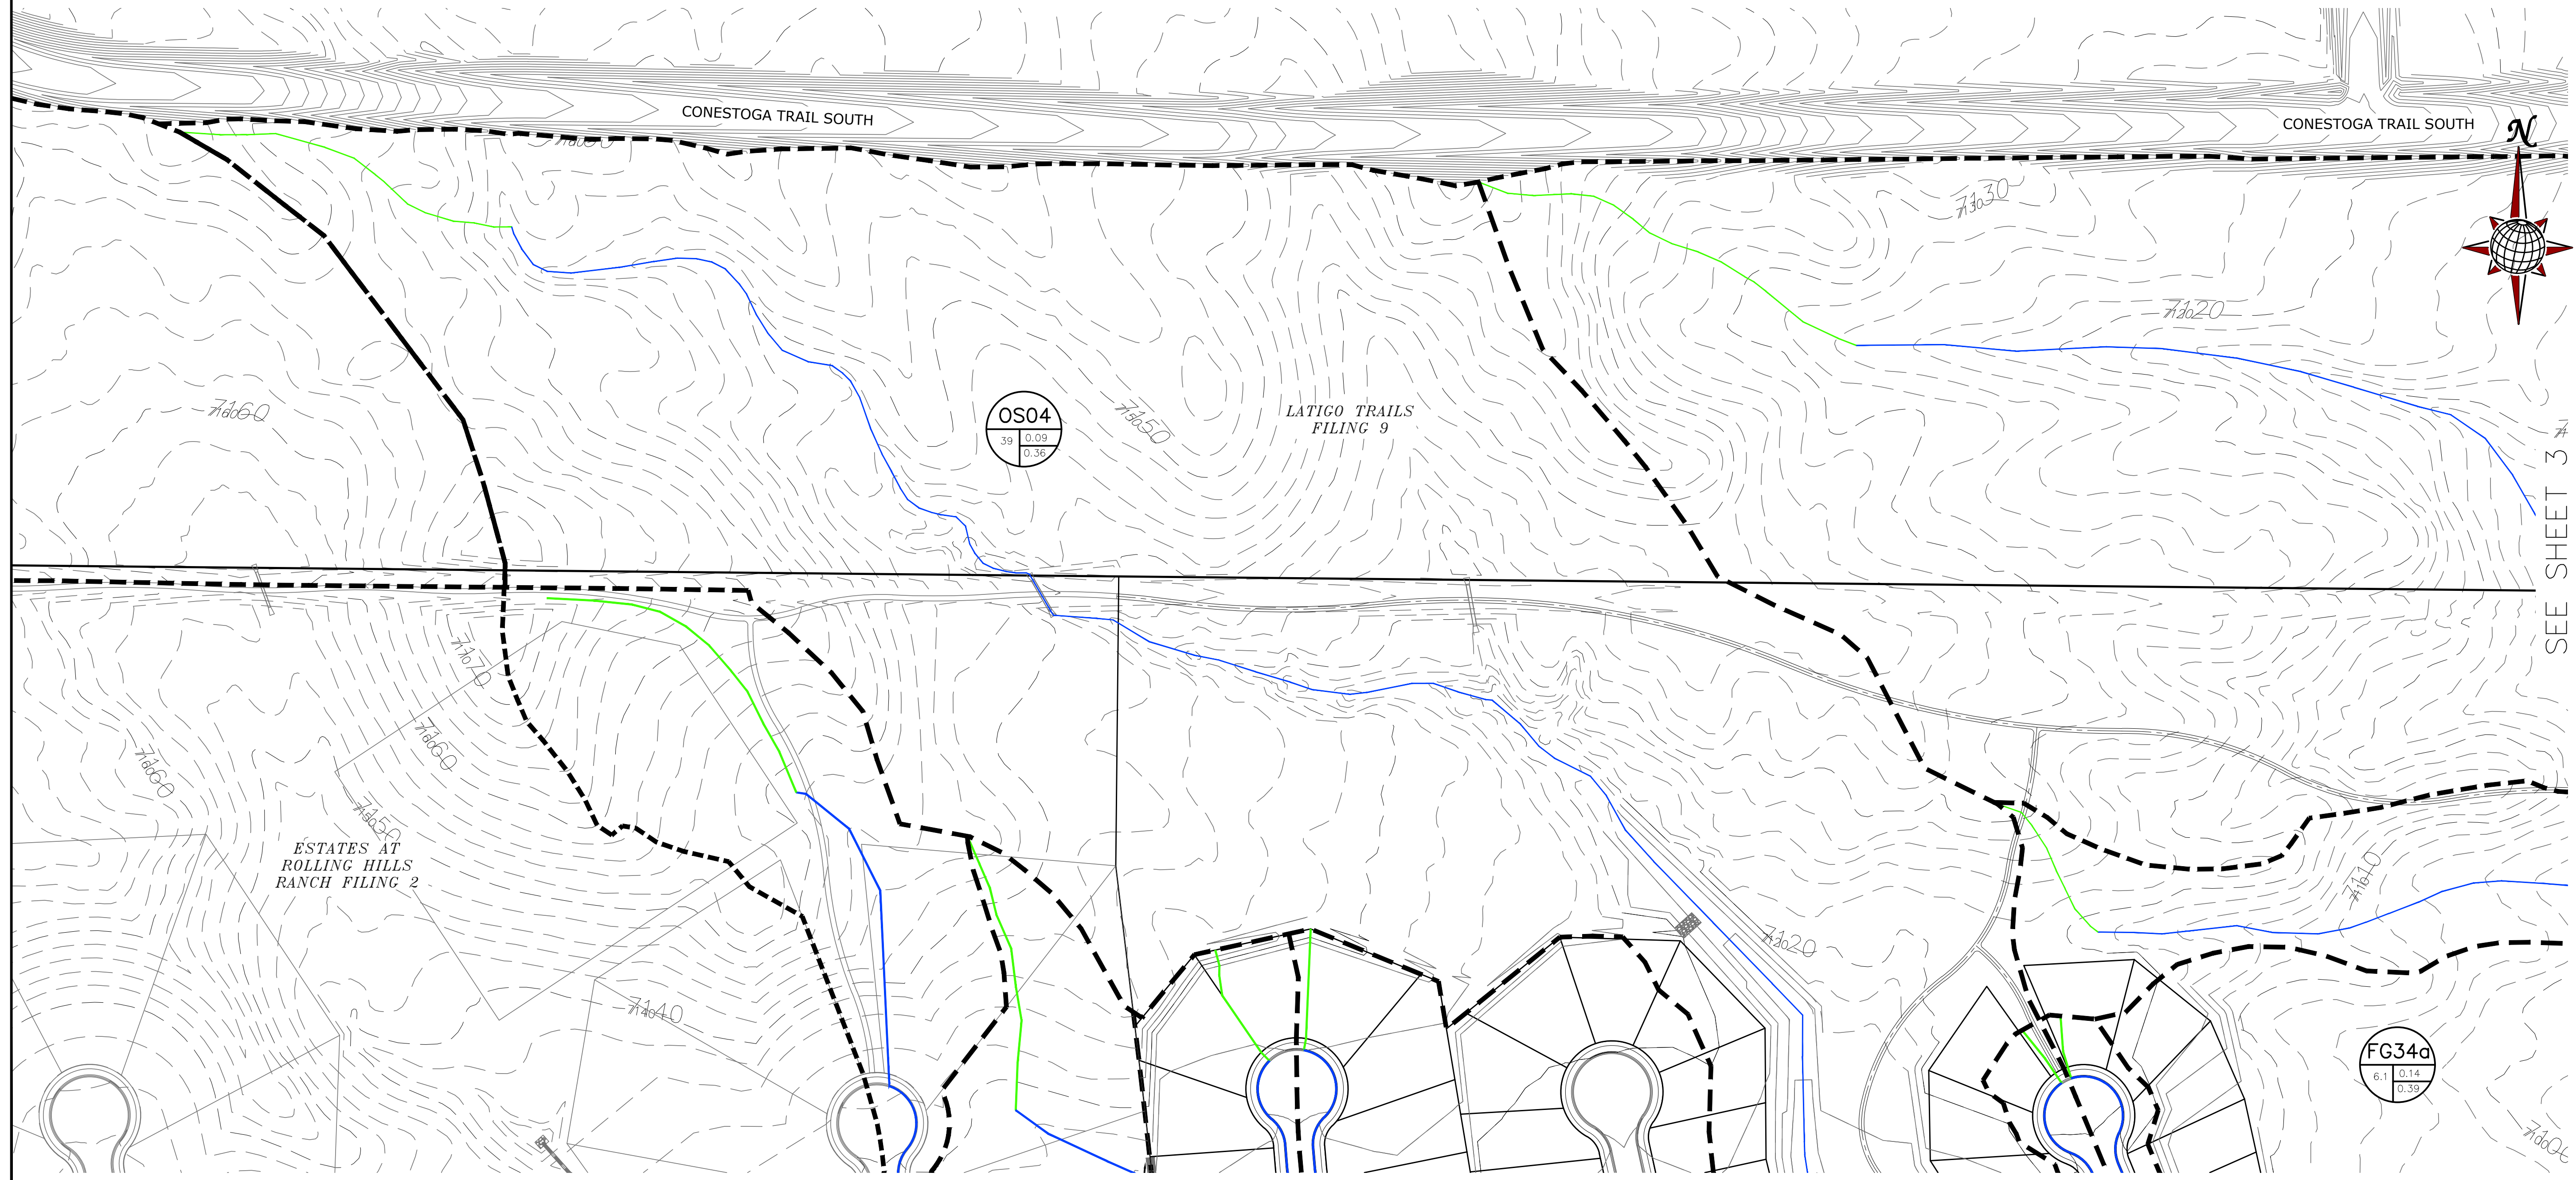 CONESTOGA TRAIL SOUTH
CONESTOGA TRAIL SOUTH
N
7130
7120
7160
OS04
39
0.09
0.36
7150
LATIGO TRAILS
FILING 9
SEE SHEET 3
7170
7160
7160
7150
ESTATES AT
ROLLING HILLS
RANCH FILING 2
7110
7120
7140
FG34a
6.1
0.14
0.39
7100